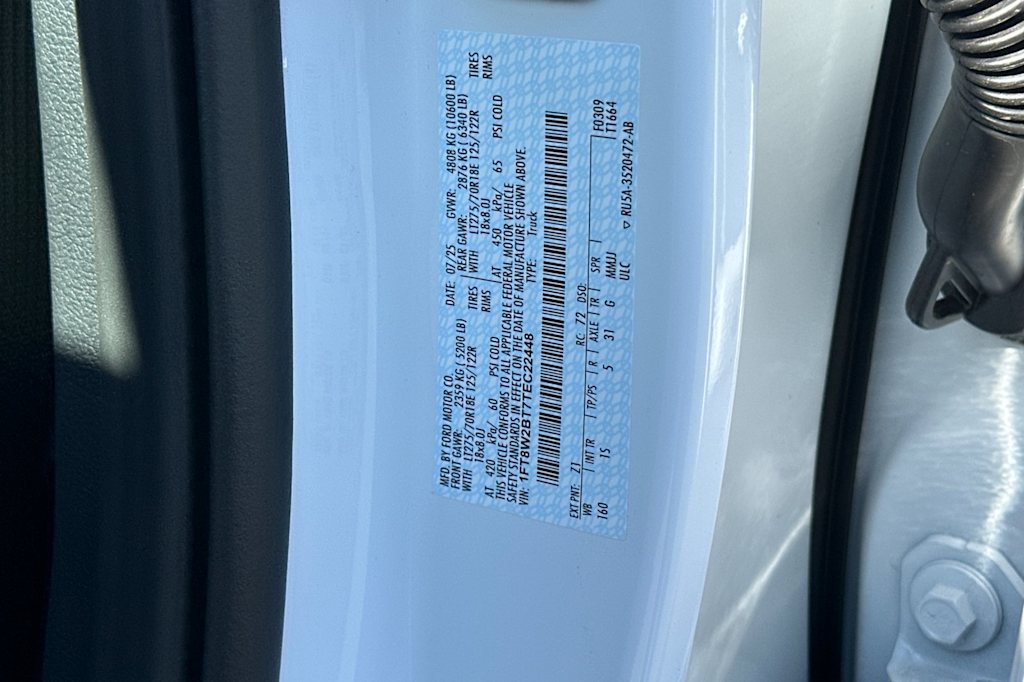 MFD. BY FORD MOTOR CO.
DATE: 07/25 GVWR: 4808 KG (10600 LB)
FRONT GAWR: 2359 KG (5200 LB) REAR GAWR: 2876 KG (6340 LB)
WITH LT275/70R18E 125/122R TIRES WITH LT275/70R18E 125/122R TIRES
18x8.0J RIMS 18x8.0J RIMS
AT 420 kPa/ 60 PSI COLD AT 450 kPa/ 65 PSI COLD
THIS VEHICLE CONFORMS TO ALL APPLICABLE FEDERAL MOTOR VEHICLE
SAFETY STANDARDS IN EFFECT ON THE DATE OF MANUFACTURE SHOWN ABOVE.
VIN: 1FT8W2BT7TEC22448 TYPE: Truck
EXT PNT: Z1 RC: 72 DSO: F0309
WB INT TR TP/PS R AXLE TR SPR T1664
160 1S 5 31 G MMJJ
ULC ▽ RU5A-3520472-AB